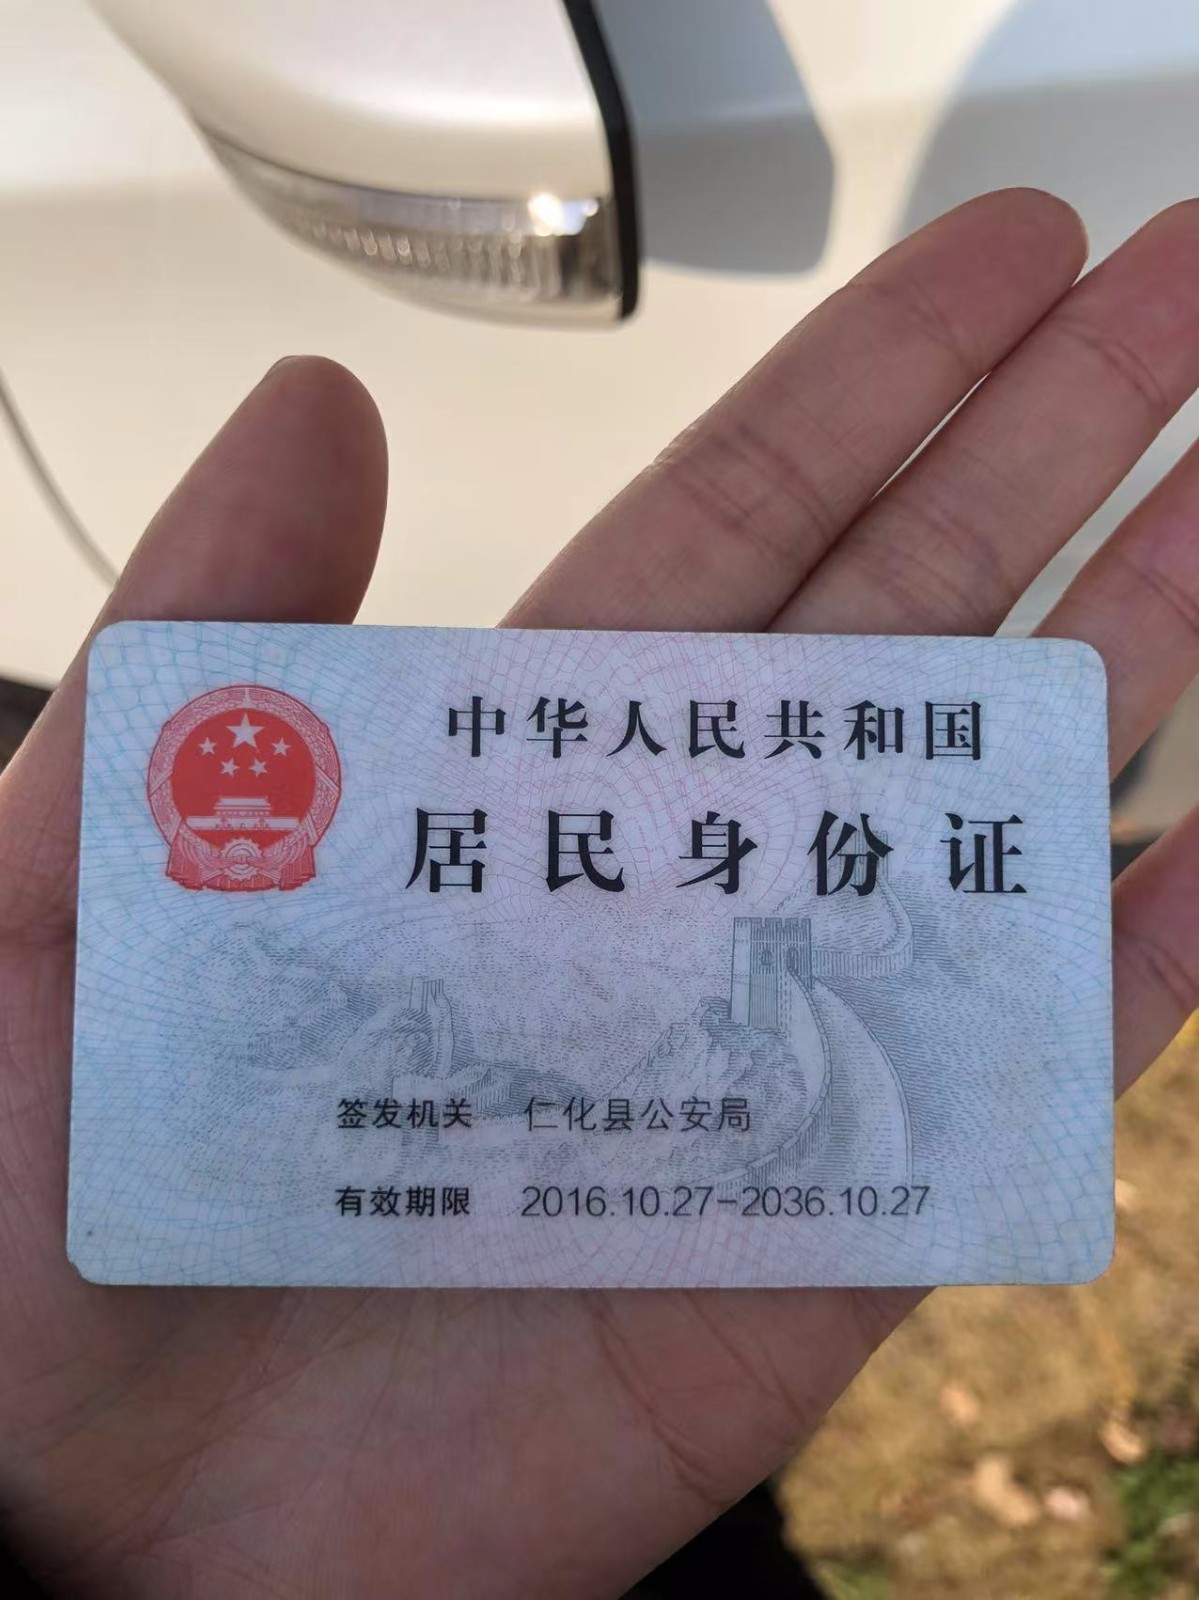 中华人民共和国
居民身份证
签发机关 仁化县公安局
有效期限 2016.10.27-2036.10.27